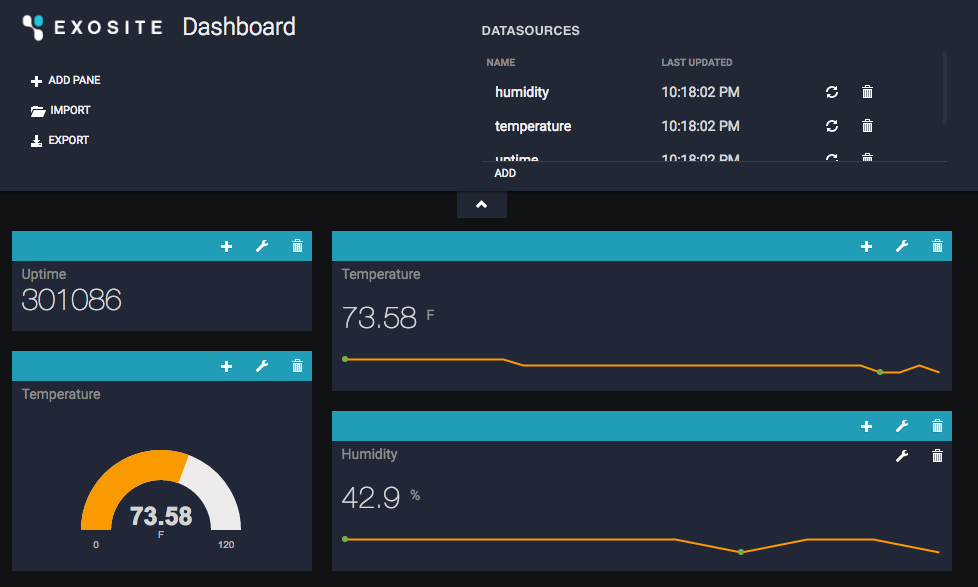 EXOSITE Dashboard
ADD PANE
IMPORT
EXPORT
DATASOURCES
NAME LAST UPDATED
humidity 10:18:02 PM
temperature 10:18:02 PM
uptime 10:18:02 PM
ADD
Uptime
301086
Temperature
73.58
F
0 120
Temperature
73.58 F
Humidity
42.9 %